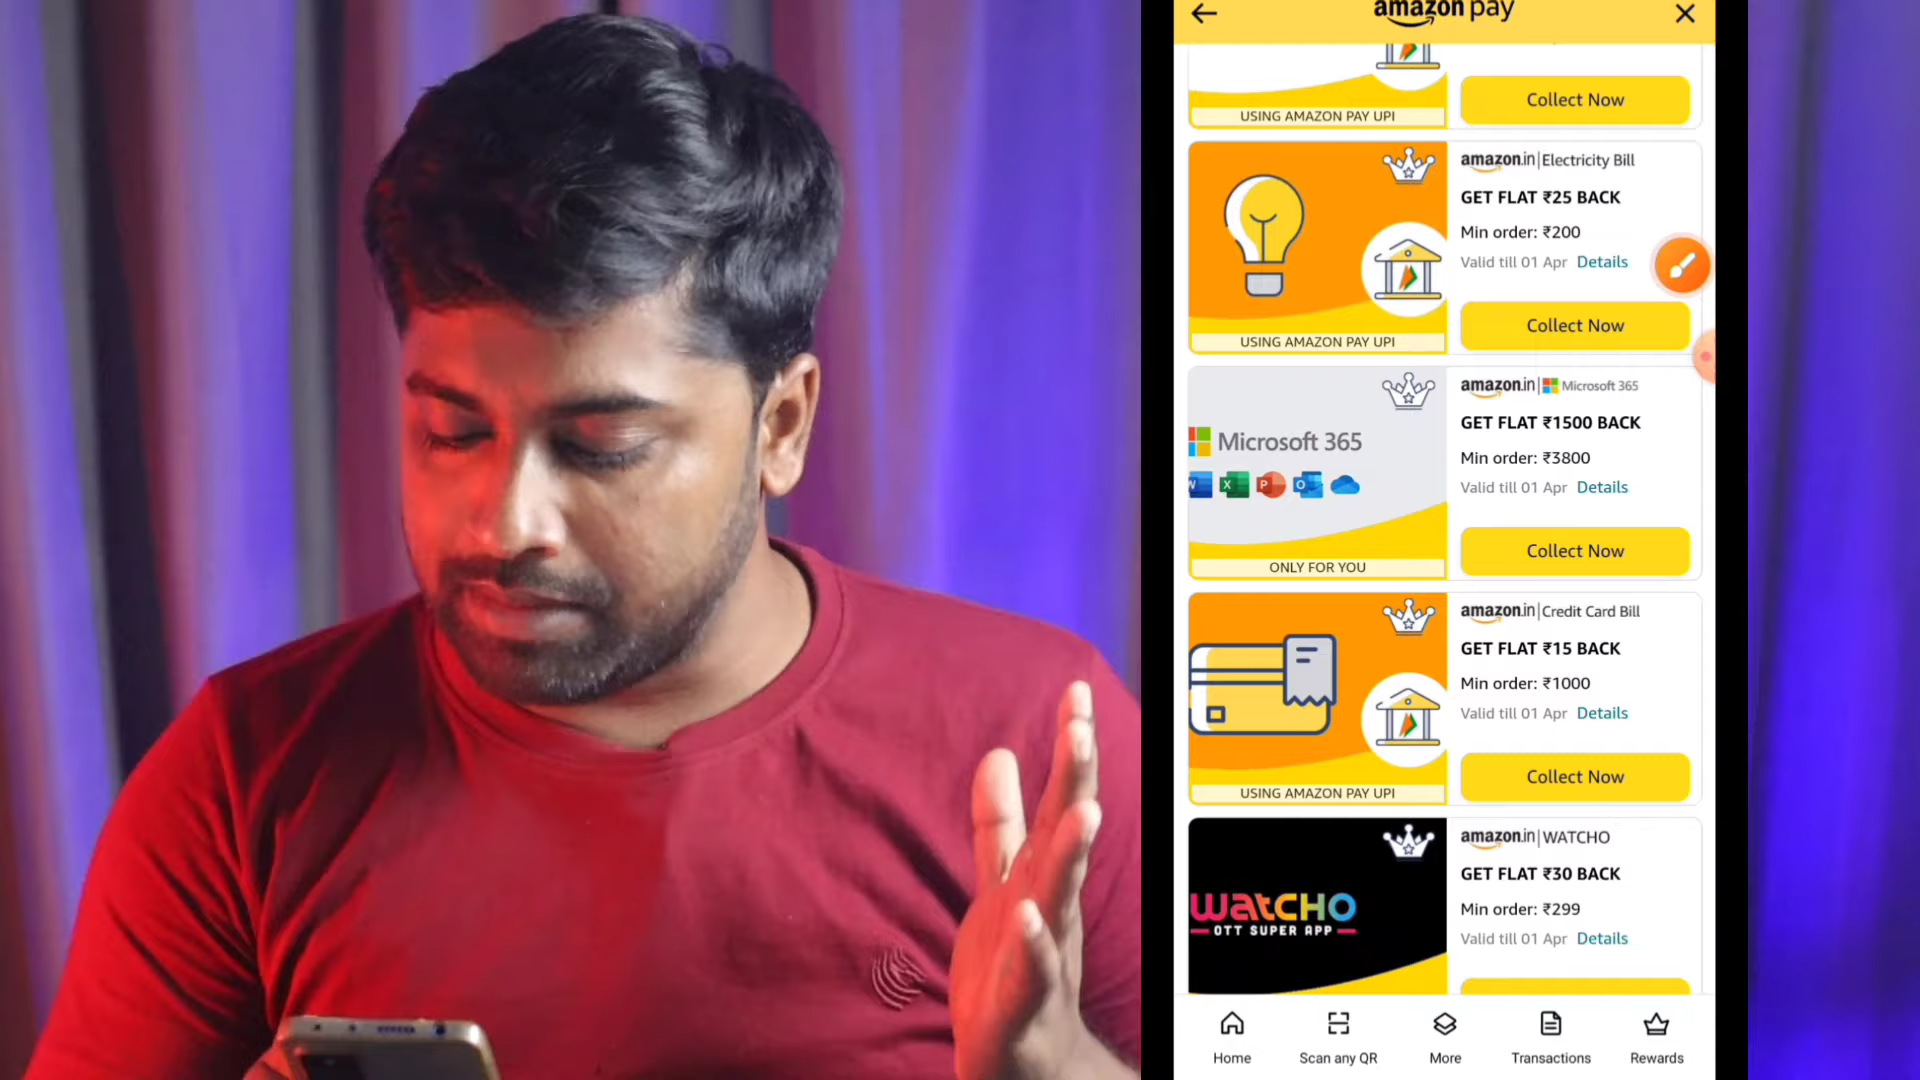 amazon pay
Collect Now
USING AMAZON PAY UPI
amazon.in | Electricity Bill
GET FLAT ₹25 BACK
Min order: ₹200
Valid till 01 Apr Details
Collect Now
USING AMAZON PAY UPI
amazon.in | Microsoft 365
GET FLAT ₹1500 BACK
Microsoft 365
Min order: ₹3800
W X P O
Valid till 01 Apr Details
Collect Now
ONLY FOR YOU
amazon.in | Credit Card Bill
GET FLAT ₹15 BACK
Min order: ₹1000
Valid till 01 Apr Details
Collect Now
USING AMAZON PAY UPI
amazon.in | WATCHO
GET FLAT ₹30 BACK
WATCHO
Min order: ₹299
OTT SUPER APP
Valid till 01 Apr Details
Home Scan any QR More Transactions Rewards